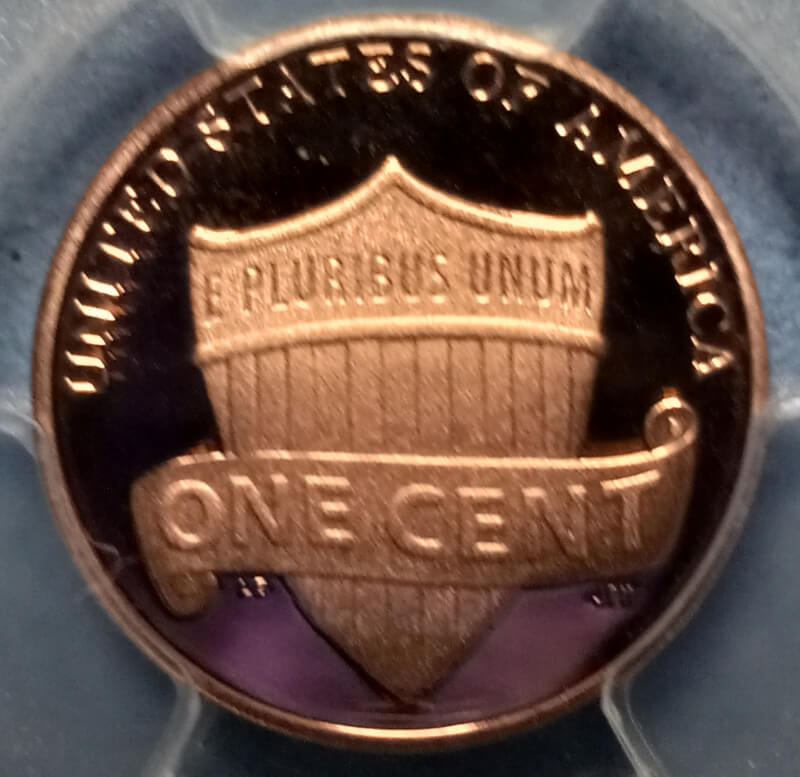 UNITED STATES OF AMERICA
E PLURIBUS UNUM
ONE CENT